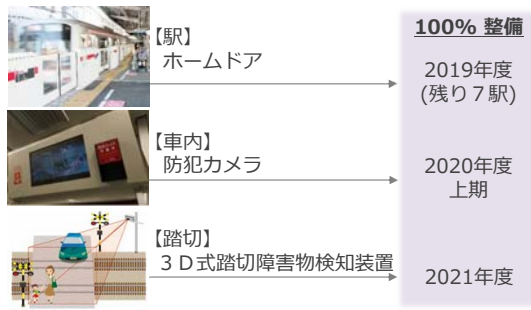 100% 整備
【駅】
ホームドア
2019年度
(残り７駅)
【車内】
防犯カメラ
2020年度
上期
【踏切】
３Ｄ式踏切障害物検知装置
2021年度